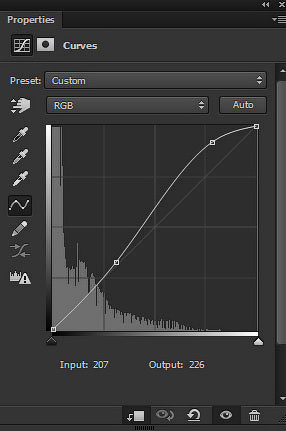 Properties
Curves
Preset: Custom
RGB Auto
Input: 207 Output: 226